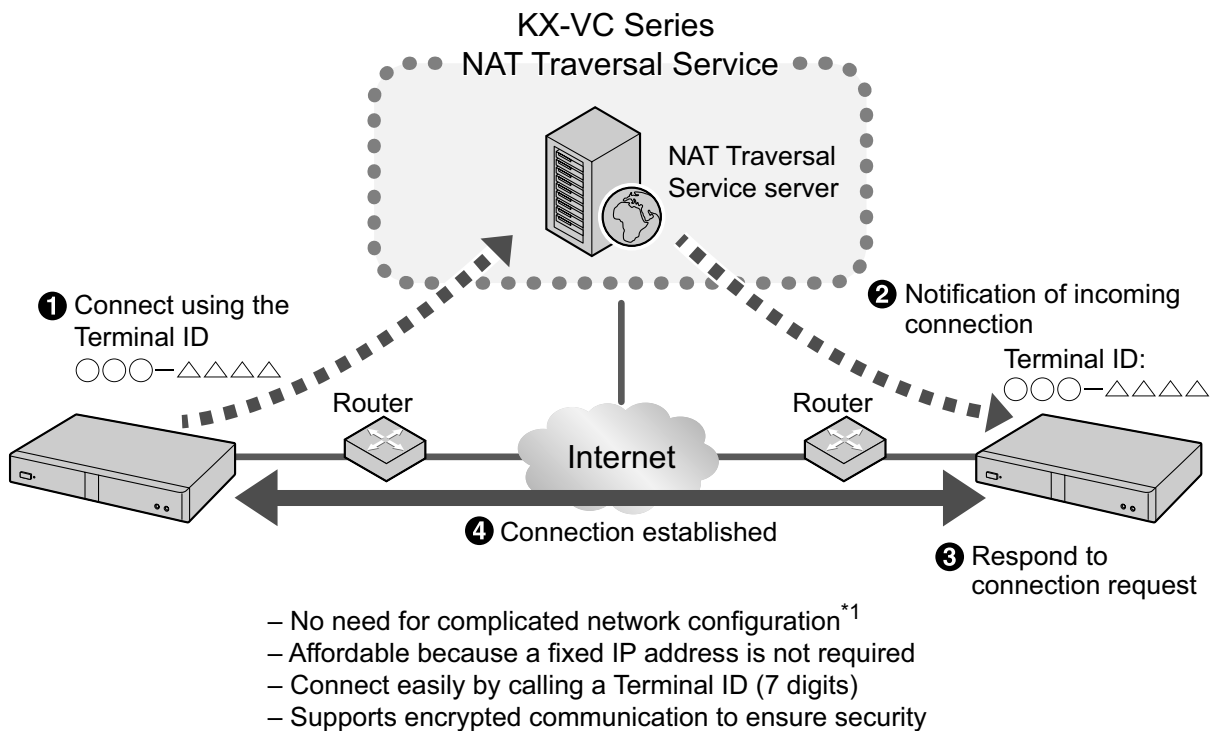 KX-VC Series
NAT Traversal Service
NAT Traversal
Service server
❶ Connect using the
Terminal ID
○○○–△△△△
❷ Notification of incoming
connection
Terminal ID:
○○○–△△△△
Router
Router
Internet
❹ Connection established
❸ Respond to
connection request
– No need for complicated network configuration*1
– Affordable because a fixed IP address is not required
– Connect easily by calling a Terminal ID (7 digits)
– Supports encrypted communication to ensure security